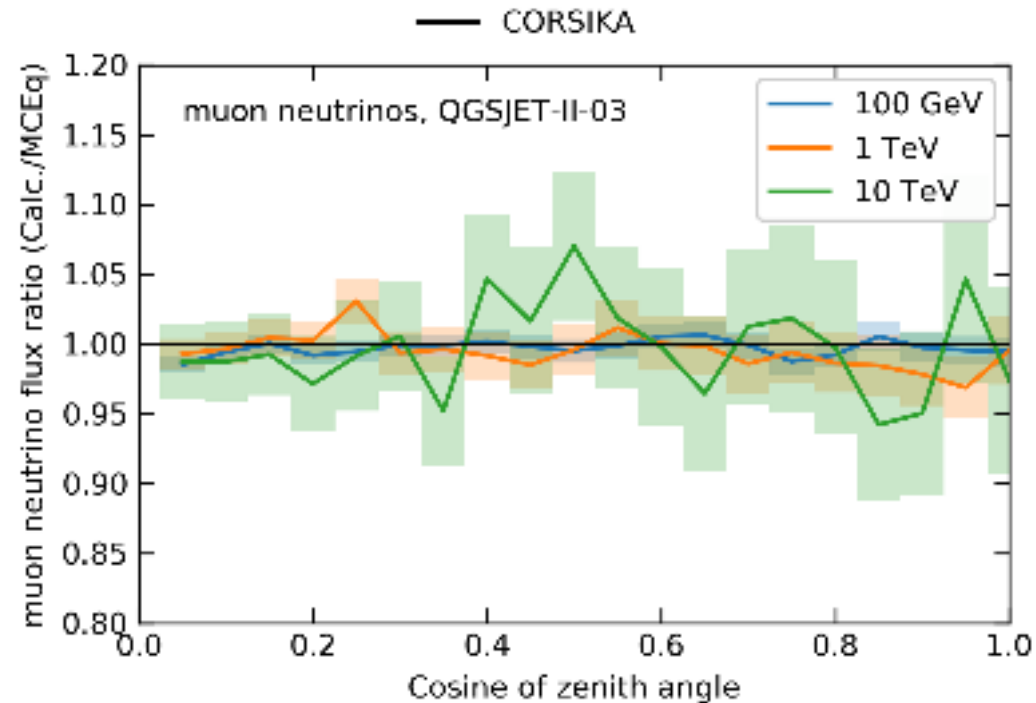 CORSIKA
muon neutrinos, QGSJET-II-03
100 GeV
1 TeV
10 TeV
muon neutrino flux ratio (Calc./MCEq)
1.20
1.15
1.10
1.05
1.00
0.95
0.90
0.85
0.80
0.0 0.2 0.4 0.6 0.8 1.0
Cosine of zenith angle